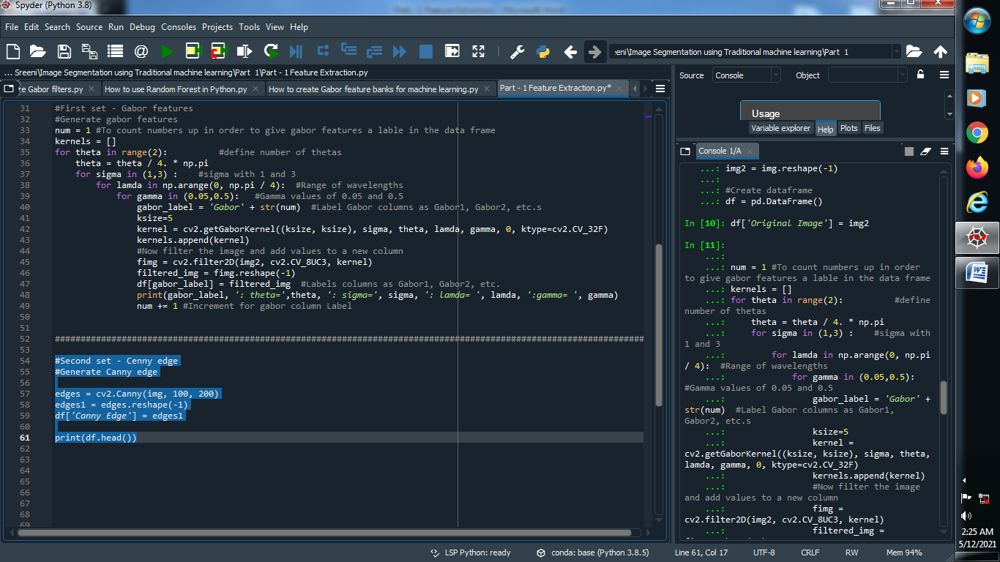 Spyder (Python 3.8)
Part - 1 Feature Extraction - Microsoft Word
File Edit Search Source Run Debug Consoles Projects Tools View Help
:eni\Image Segmentation using Traditional machine learning\Part 1
... Sreeni\Image Segmentation using Traditional machine learning\Part 1\Part - 1 Feature Extraction.py
Source Console Object
Gabor filters.py How to use Random Forest in Python.py How to create Gabor feature banks for machine learning.py Part - 1 Feature Extraction.py*
31 #First set - Gabor features
32 #Generate gabor features
33 num = 1 #To count numbers up in order to give gabor features a lable in the data frame
34 kernels = []
35 for theta in range(2): #define number of thetas
36 theta = theta / 4. * np.pi
37 for sigma in (1,3) : #sigma with 1 and 3
38 for lamda in np.arange(0, np.pi / 4): #Range of wavelengths
39 for gamma in (0.05,0.5): #Gamma values of 0.05 and 0.5
40 gabor_label = 'Gabor' + str(num) #Label Gabor columns as Gabor1, Gabor2, etc.s
41 ksize=5
42 kernel = cv2.getGaborKernel((ksize, ksize), sigma, theta, lamda, gamma, 0, ktype=cv2.CV_32F)
43 kernels.append(kernel)
44 #Now filter the image and add values to a new column
45 fimg = cv2.filter2D(img2, cv2.CV_8UC3, kernel)
46 filtered_img = fimg.reshape(-1)
47 df[gabor_label] = filtered_img #Labels columns as Gabor1, Gabor2, etc.
48 print(gabor_label, ': theta=',theta, ': sigma=', sigma, ': lamda= ', lamda, ':gamma= ', gamma)
49 num += 1 #Increment for gabor column Label
50
51
52 ###################################################################################################################
53
54 #Second set - Cenny edge
55 #Generate Canny edge
56
57 edges = cv2.Canny(img, 100, 200)
58 edges1 = edges.reshape(-1)
59 df['Canny Edge'] = edges1
60
61 print(df.head())
62
63
64
65
66
67
68
69
Usage
Variable explorer Help Plots Files
Console 1/A
...: img2 = img.reshape(-1)
...:
...: #Create dataframe
...: df = pd.DataFrame()
In [10]: df['Original Image'] = img2
In [11]:
...:
...: num = 1 #To count numbers up in order
to give gabor features a lable in the data frame
...: kernels = []
...: for theta in range(2): #define
number of thetas
...: theta = theta / 4. * np.pi
...: for sigma in (1,3) : #sigma with
1 and 3
...: for lamda in np.arange(0, np.pi
/ 4): #Range of wavelengths
...: for gamma in (0.05,0.5):
#Gamma values of 0.05 and 0.5
...: gabor_label = 'Gabor' +
str(num) #Label Gabor columns as Gabor1,
Gabor2, etc.s
...: ksize=5
...: kernel =
cv2.getGaborKernel((ksize, ksize), sigma, theta,
lamda, gamma, 0, ktype=cv2.CV_32F)
...: kernels.append(kernel)
...: #Now filter the image
and add values to a new column
...: fimg =
cv2.filter2D(img2, cv2.CV_8UC3, kernel)
...: filtered_img =
LSP Python: ready conda: base (Python 3.8.5) Line 61, Col 17 UTF-8 CRLF RW Mem 94%
2:25 AM
5/12/2021